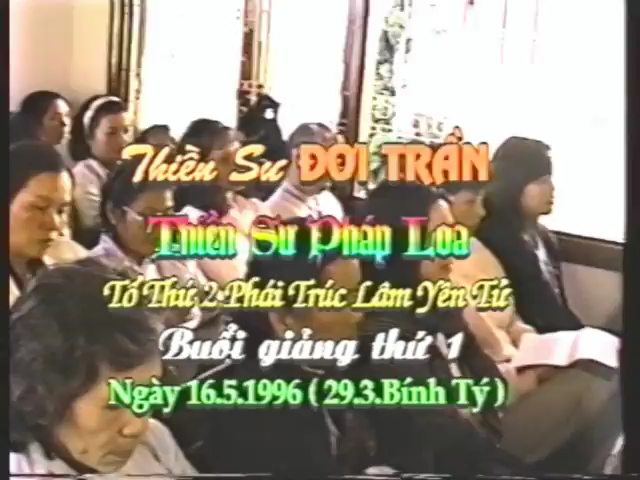 Thiền Sư ĐỜI TRẦN
Thiền Sư Pháp Loa
Tổ Thứ 2 Phái Trúc Lâm Yên Tử
Buổi giảng thứ 1
Ngày 16.5.1996 ( 29.3.Bính Tý )